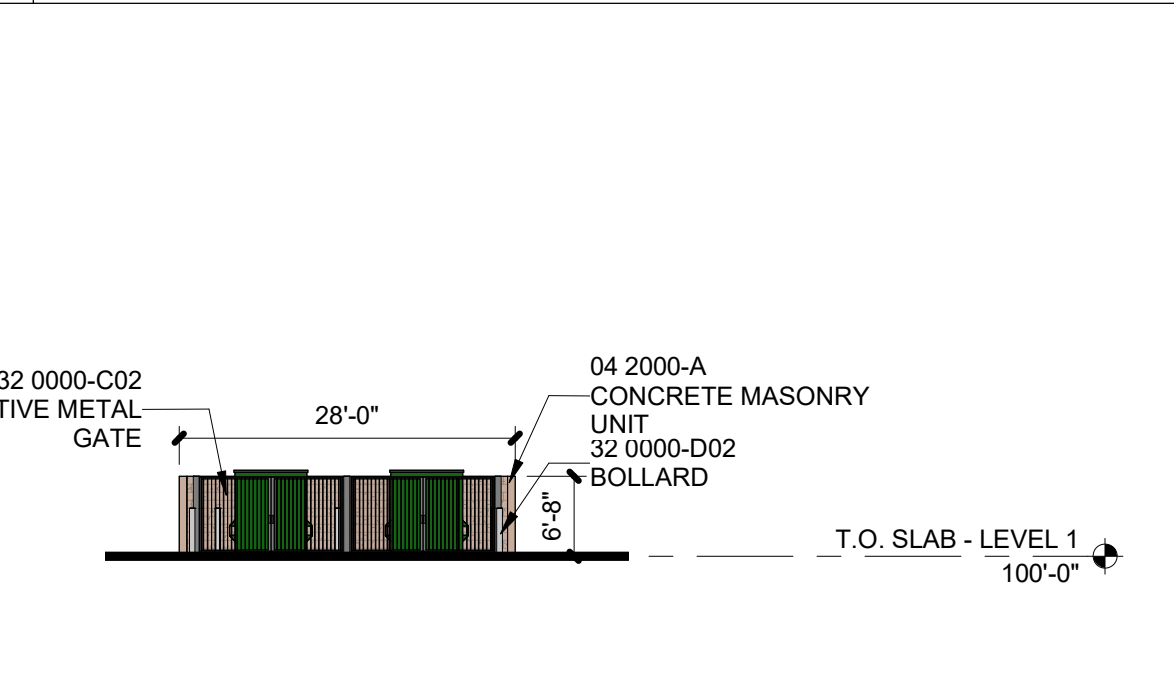 32 0000-C02
TIVE METAL
GATE
28'-0"
04 2000-A
CONCRETE MASONRY
UNIT
32 0000-D02
BOLLARD
6'-8"
T.O. SLAB - LEVEL 1
100'-0"